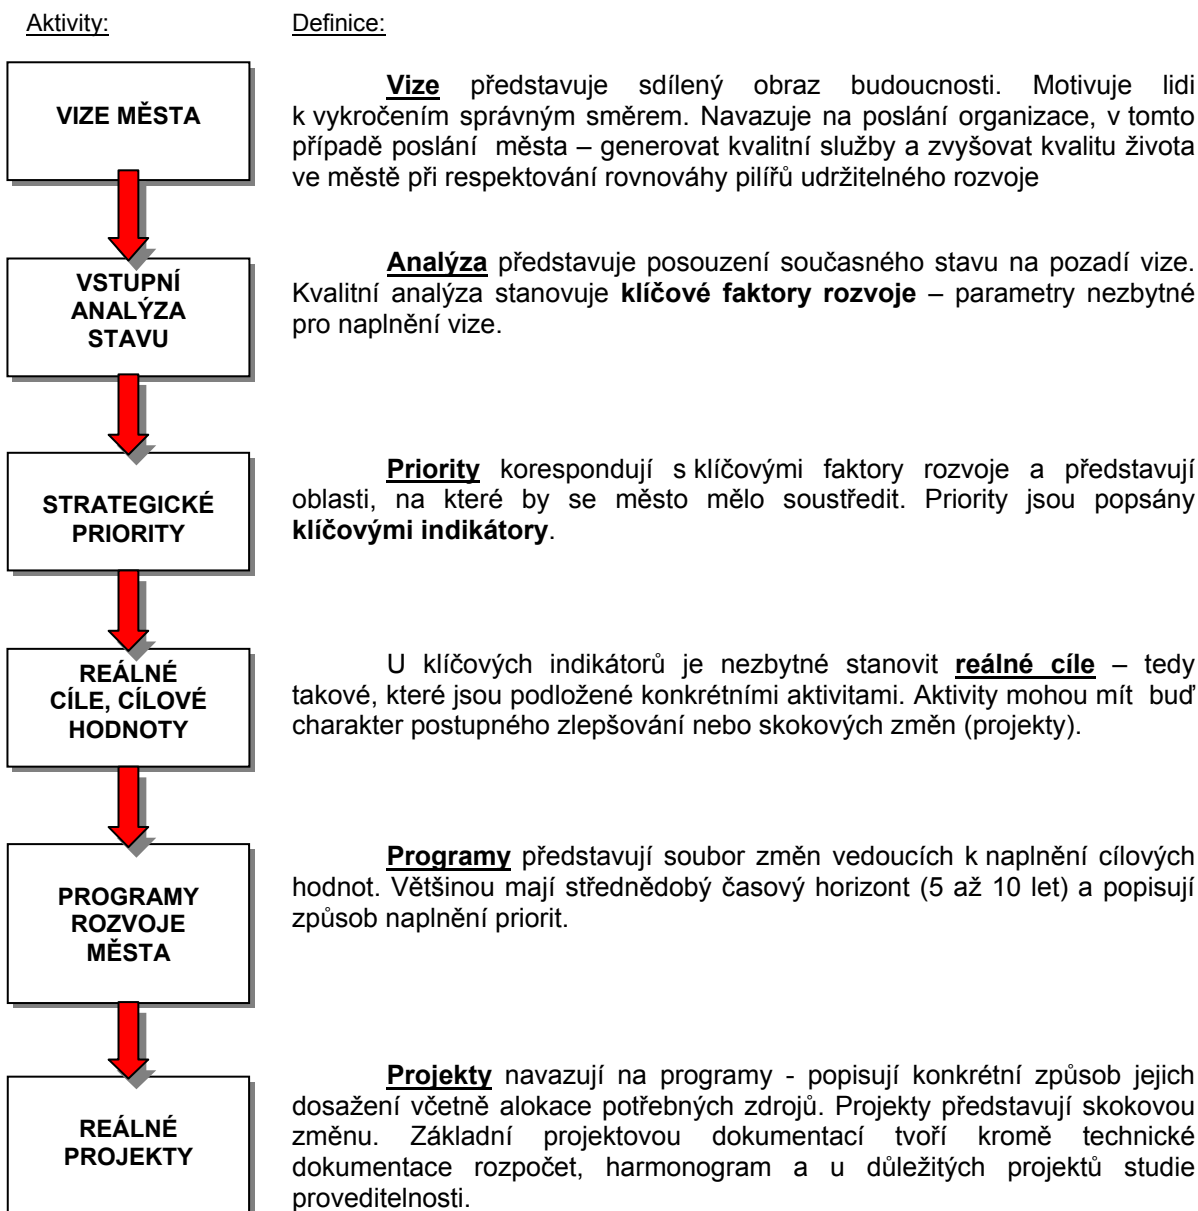 Aktivity:
Definice:
VIZE MĚSTA
Vize představuje sdílený obraz budoucnosti. Motivuje lidi
k vykročením správným směrem. Navazuje na poslání organizace, v tomto
případě poslání města – generovat kvalitní služby a zvyšovat kvalitu života
ve městě při respektování rovnováhy pilířů udržitelného rozvoje
VSTUPNÍ
ANALÝZA
STAVU
Analýza představuje posouzení současného stavu na pozadí vize.
Kvalitní analýza stanovuje klíčové faktory rozvoje – parametry nezbytné
pro naplnění vize.
STRATEGICKÉ
PRIORITY
Priority korespondují s klíčovými faktory rozvoje a představují
oblasti, na které by se město mělo soustředit. Priority jsou popsány
klíčovými indikátory.
REÁLNÉ
CÍLE, CÍLOVÉ
HODNOTY
U klíčových indikátorů je nezbytné stanovit reálné cíle – tedy
takové, které jsou podložené konkrétními aktivitami. Aktivity mohou mít buď
charakter postupného zlepšování nebo skokových změn (projekty).
PROGRAMY
ROZVOJE
MĚSTA
Programy představují soubor změn vedoucích k naplnění cílových
hodnot. Většinou mají střednědobý časový horizont (5 až 10 let) a popisují
způsob naplnění priorit.
REÁLNÉ
PROJEKTY
Projekty navazují na programy - popisují konkrétní způsob jejich
dosažení včetně alokace potřebných zdrojů. Projekty představují skokovou
změnu. Základní projektovou dokumentací tvoří kromě technické
dokumentace rozpočet, harmonogram a u důležitých projektů studie
proveditelnosti.